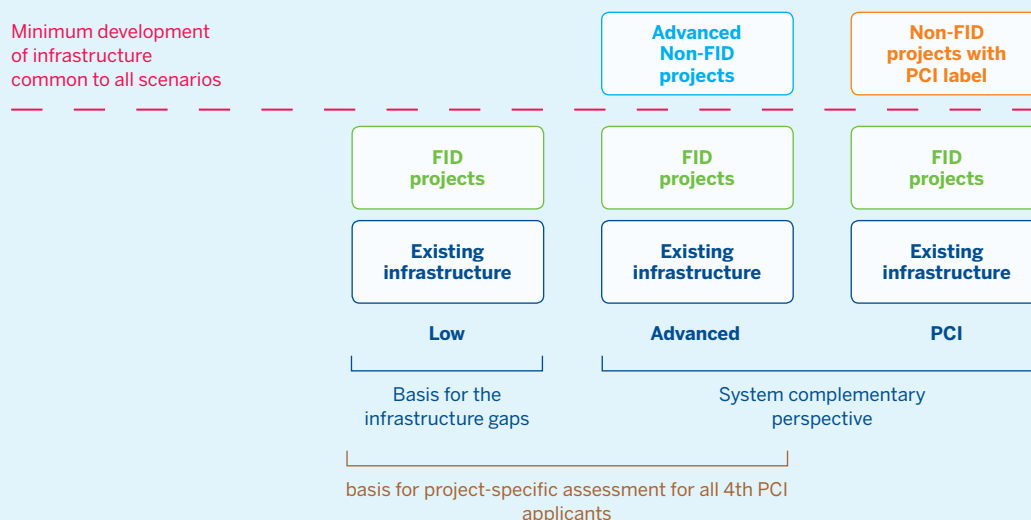 Minimum development
of infrastructure
common to all scenarios
Advanced
Non-FID
projects
Non-FID
projects with
PCI label
FID
projects
FID
projects
FID
projects
Existing
infrastructure
Existing
infrastructure
Existing
infrastructure
Low
Advanced
PCI
Basis for the
infrastructure gaps
System complementary
perspective
basis for project-specific assessment for all 4th PCI
applicants